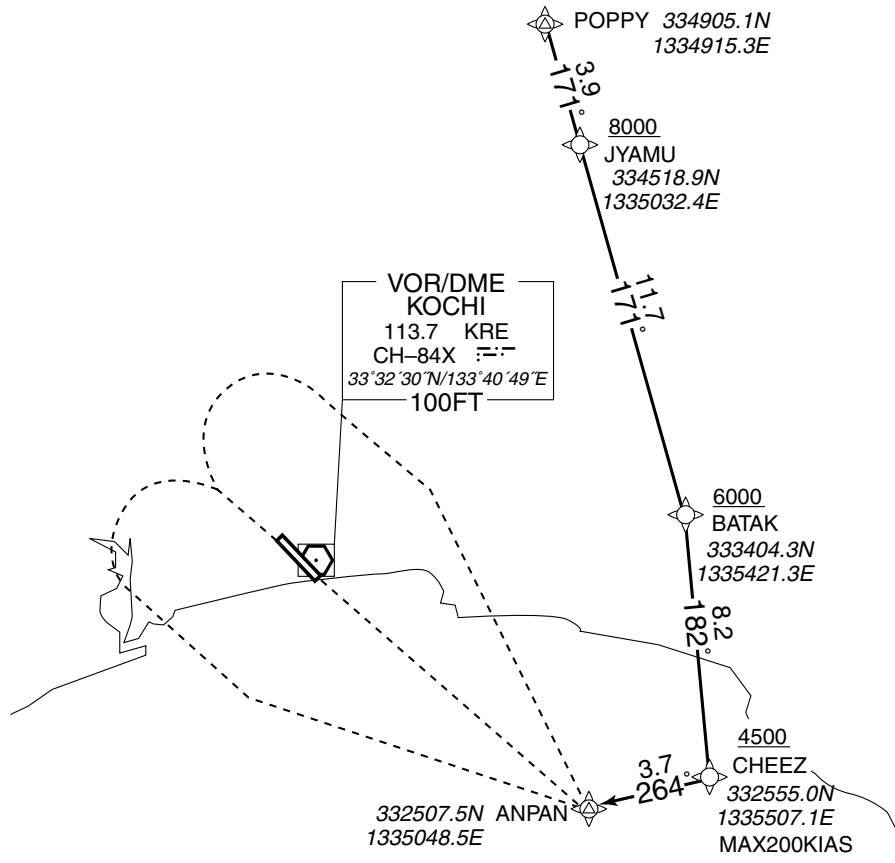 POPPY 334905.1N
1334915.3E
3.9
171°
8000
JYAMU
334518.9N
1335032.4E
11.7
171°
VOR/DME
KOCHI
113.7 KRE
CH–84X
33°32´30˝N/133°40´49˝E
100FT
6000
BATAK
333404.3N
1335421.3E
8.2
182°
4500
CHEEZ
332555.0N
1335507.1E
MAX200KIAS
3.7
264°
332507.5N ANPAN
1335048.5E